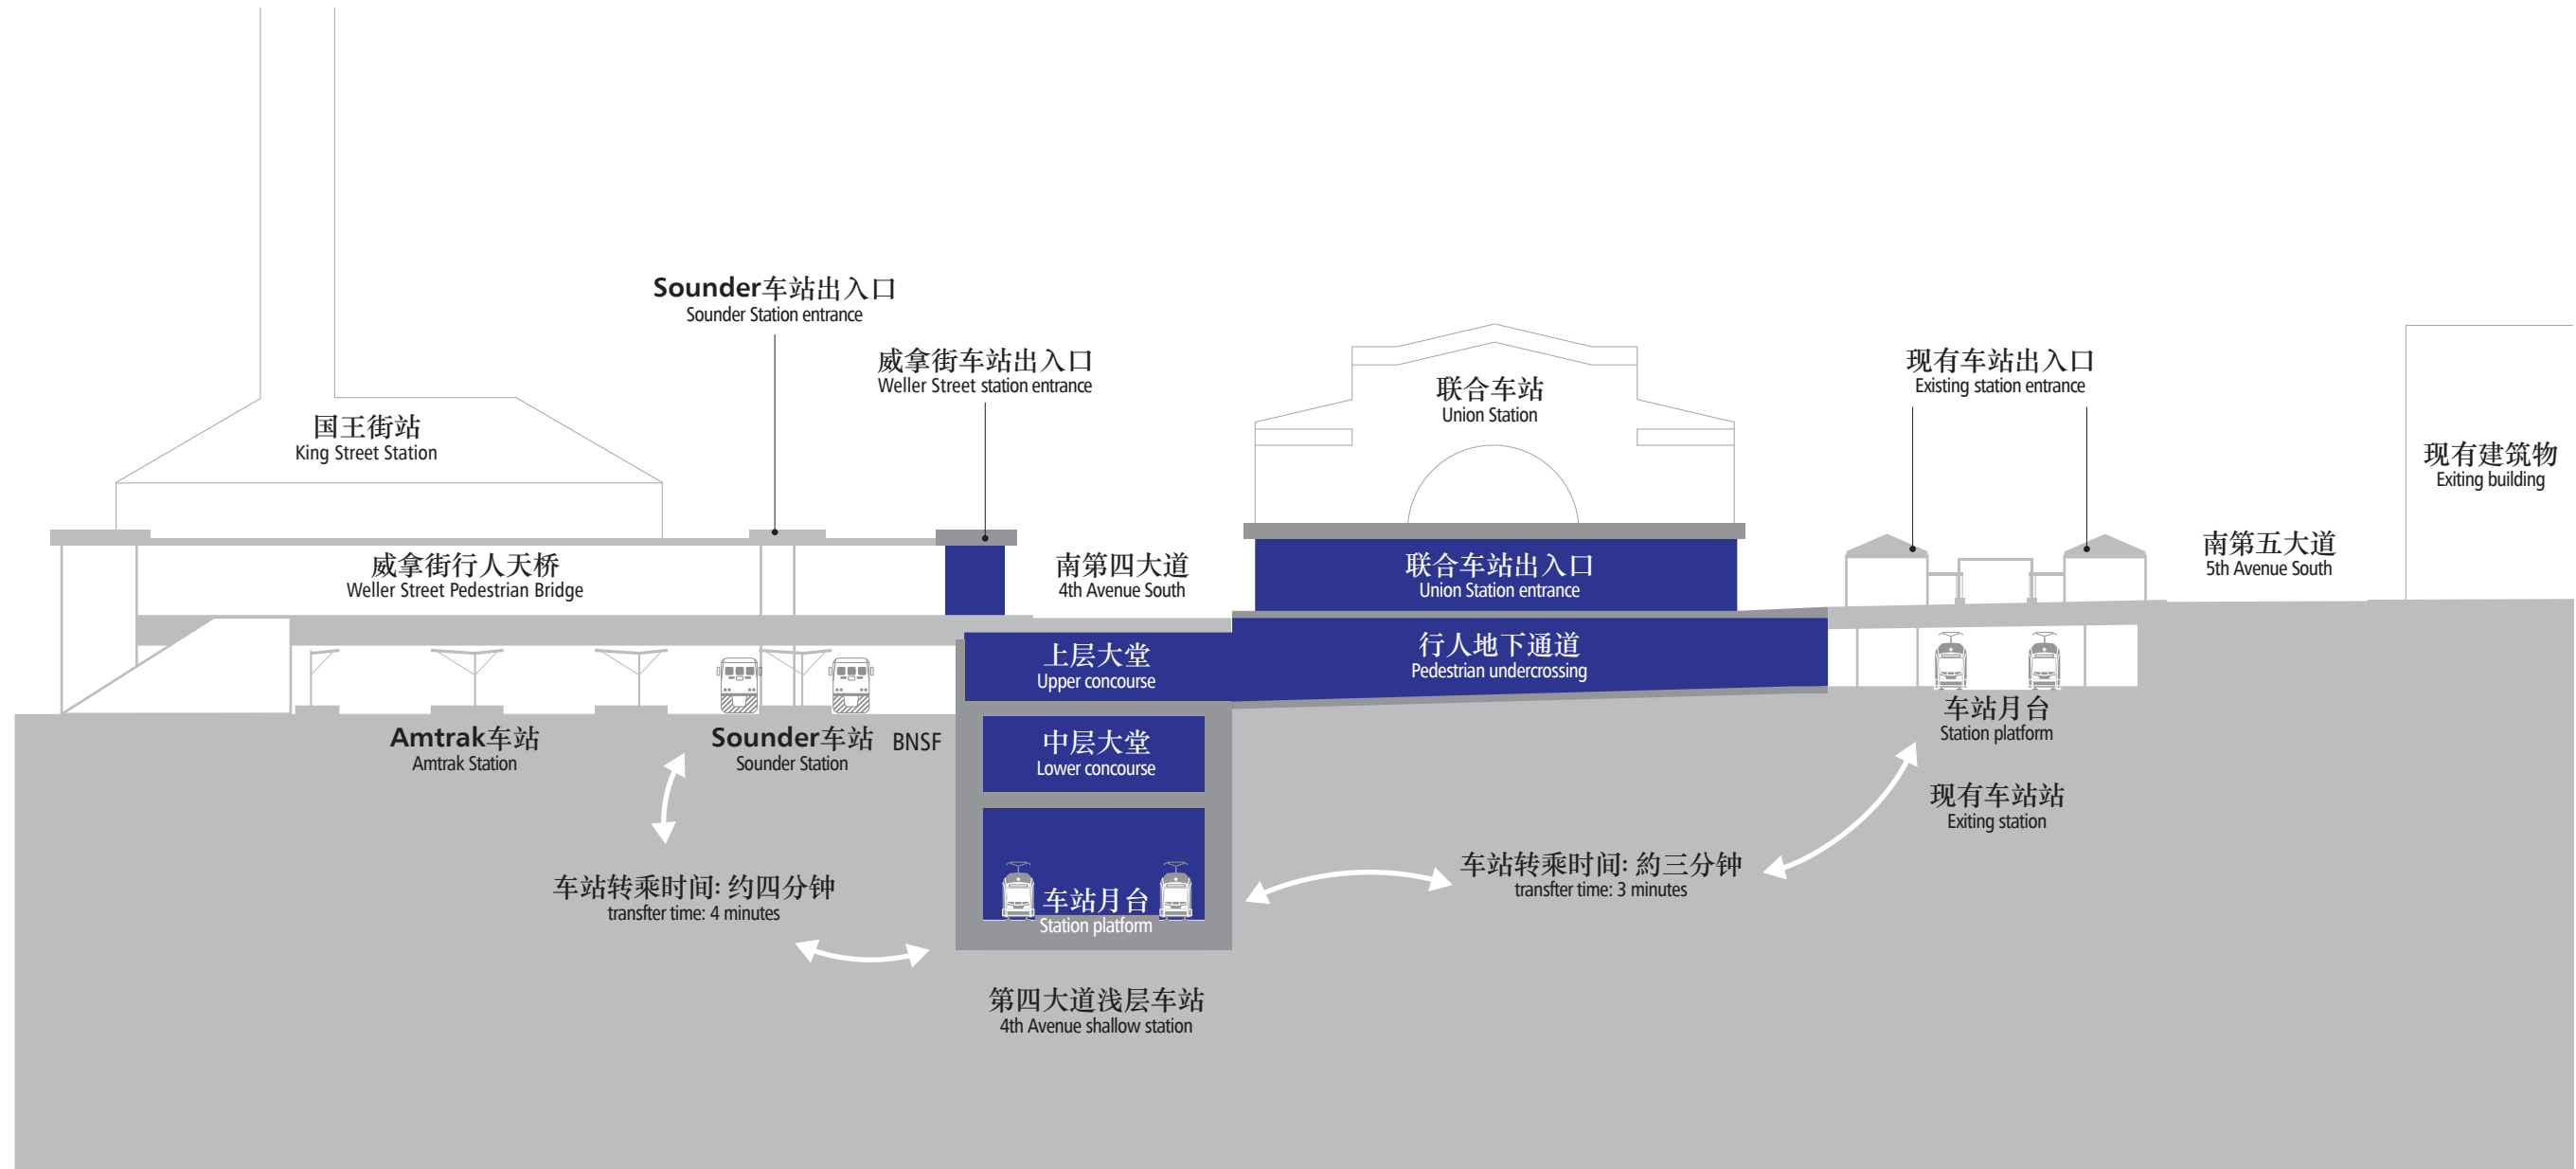 Sounder车站出入口
Sounder Station entrance
威拿街车站出入口
Weller Street station entrance
国王街站
King Street Station
联合车站
Union Station
现有车站出入口
Existing station entrance
现有建筑物
Exiting building
威拿街行人天桥
Weller Street Pedestrian Bridge
南第四大道
4th Avenue South
联合车站出入口
Union Station entrance
南第五大道
5th Avenue South
上层大堂
Upper concourse
行人地下通道
Pedestrian undercrossing
Amtrak车站
Amtrak Station
Sounder车站
Sounder Station
BNSF
中层大堂
Lower concourse
车站月台
Station platform
现有车站站
Exiting station
车站转乘时间: 约四分钟
transfter time: 4 minutes
车站月台
Station platform
车站转乘时间: 約三分钟
transfter time: 3 minutes
第四大道浅层车站
4th Avenue shallow station